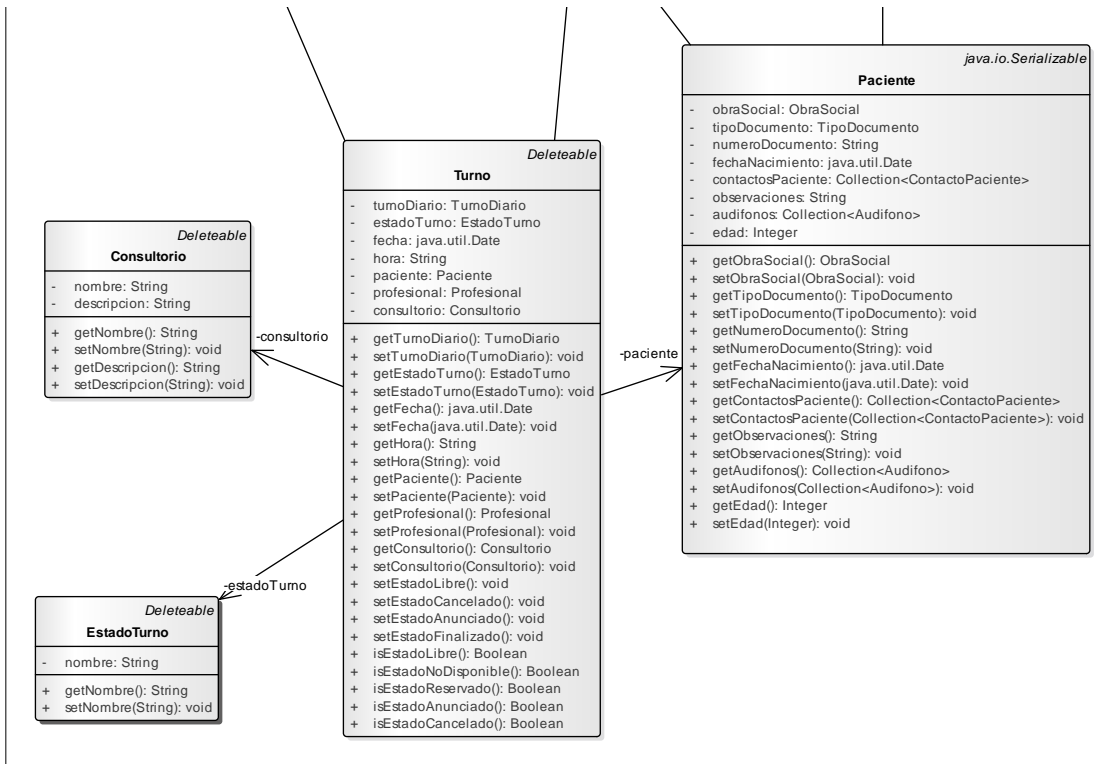 java.io.Serializable
Paciente
- obraSocial: ObraSocial
- tipoDocumento: TipoDocumento
- numeroDocumento: String
- fechaNacimiento: java.util.Date
- contactosPaciente: Collection<ContactoPaciente>
- observaciones: String
- audifonos: Collection<Audifono>
- edad: Integer
+ getObraSocial(): ObraSocial
+ setObraSocial(ObraSocial): void
+ getTipoDocumento(): TipoDocumento
+ setTipoDocumento(TipoDocumento): void
+ getNumeroDocumento(): String
+ setNumeroDocumento(String): void
+ getFechaNacimiento(): java.util.Date
+ setFechaNacimiento(java.util.Date): void
+ getContactosPaciente(): Collection<ContactoPaciente>
+ setContactosPaciente(Collection<ContactoPaciente>): void
+ getObservaciones(): String
+ setObservaciones(String): void
+ getAudifonos(): Collection<Audifono>
+ setAudifonos(Collection<Audifono>): void
+ getEdad(): Integer
+ setEdad(Integer): void
Deleteable
Turno
- turnoDiario: TurnoDiario
- estadoTurno: EstadoTurno
- fecha: java.util.Date
- hora: String
- paciente: Paciente
- profesional: Profesional
- consultorio: Consultorio
+ getTurnoDiario(): TurnoDiario
+ setTurnoDiario(TurnoDiario): void
+ getEstadoTurno(): EstadoTurno
+ setEstadoTurno(EstadoTurno): void
+ getFecha(): java.util.Date
+ setFecha(java.util.Date): void
+ getHora(): String
+ setHora(String): void
+ getPaciente(): Paciente
+ setPaciente(Paciente): void
+ getProfesional(): Profesional
+ setProfesional(Profesional): void
+ getConsultorio(): Consultorio
+ setConsultorio(Consultorio): void
+ setEstadoLibre(): void
+ setEstadoCancelado(): void
+ setEstadoAnunciado(): void
+ setEstadoFinalizado(): void
+ isEstadoLibre(): Boolean
+ isEstadoNoDisponible(): Boolean
+ isEstadoReservado(): Boolean
+ isEstadoAnunciado(): Boolean
+ isEstadoCancelado(): Boolean
Deleteable
Consultorio
- nombre: String
- descripcion: String
+ getNombre(): String
+ setNombre(String): void
+ getDescripcion(): String
+ setDescripcion(String): void
-consultorio
-paciente
-estadoTurno
Deleteable
EstadoTurno
- nombre: String
+ getNombre(): String
+ setNombre(String): void